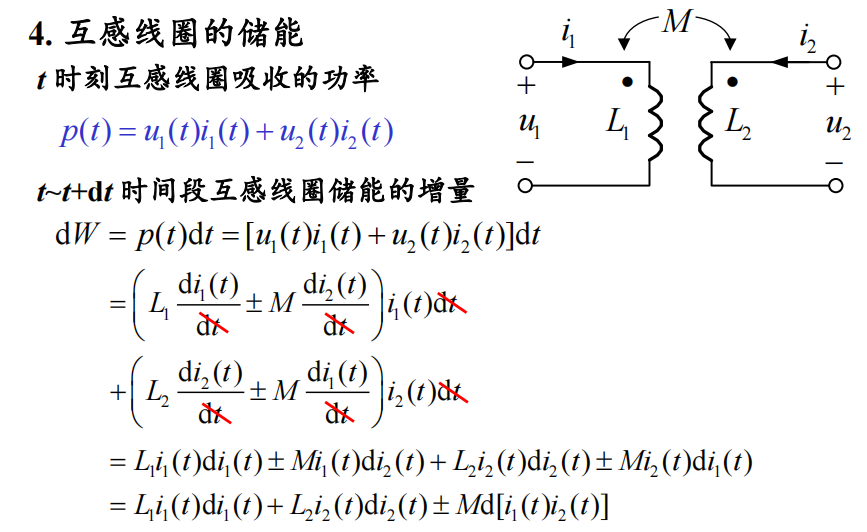 4. 互感线圈的储能
t 时刻互感线圈吸收的功率
p(t) = u₁(t)i₁(t) + u₂(t)i₂(t)
i₁ M i₂
+ +
u₁ L₁ L₂ u₂
− −
t~t+dt 时间段互感线圈储能的增量
dW = p(t)dt = [u₁(t)i₁(t) + u₂(t)i₂(t)]dt
= (L₁ di₁(t)/dt ± M di₂(t)/dt) i₁(t)dt
+ (L₂ di₂(t)/dt ± M di₁(t)/dt) i₂(t)dt
= L₁i₁(t)di₁(t) ± Mi₁(t)di₂(t) + L₂i₂(t)di₂(t) ± Mi₂(t)di₁(t)
= L₁i₁(t)di₁(t) + L₂i₂(t)di₂(t) ± Md[i₁(t)i₂(t)]